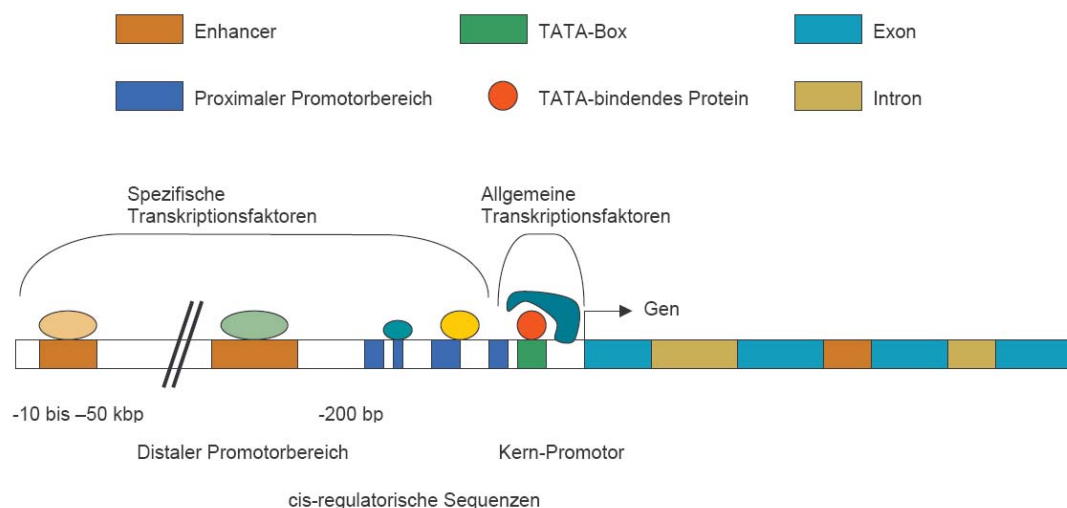 Enhancer
TATA-Box
Exon
Proximaler Promotorbereich
TATA-bindendes Protein
Intron
Spezifische
Transkriptionsfaktoren
Allgemeine
Transkriptionsfaktoren
Gen
-10 bis –50 kbp
-200 bp
Distaler Promotorbereich
Kern-Promotor
cis-regulatorische Sequenzen